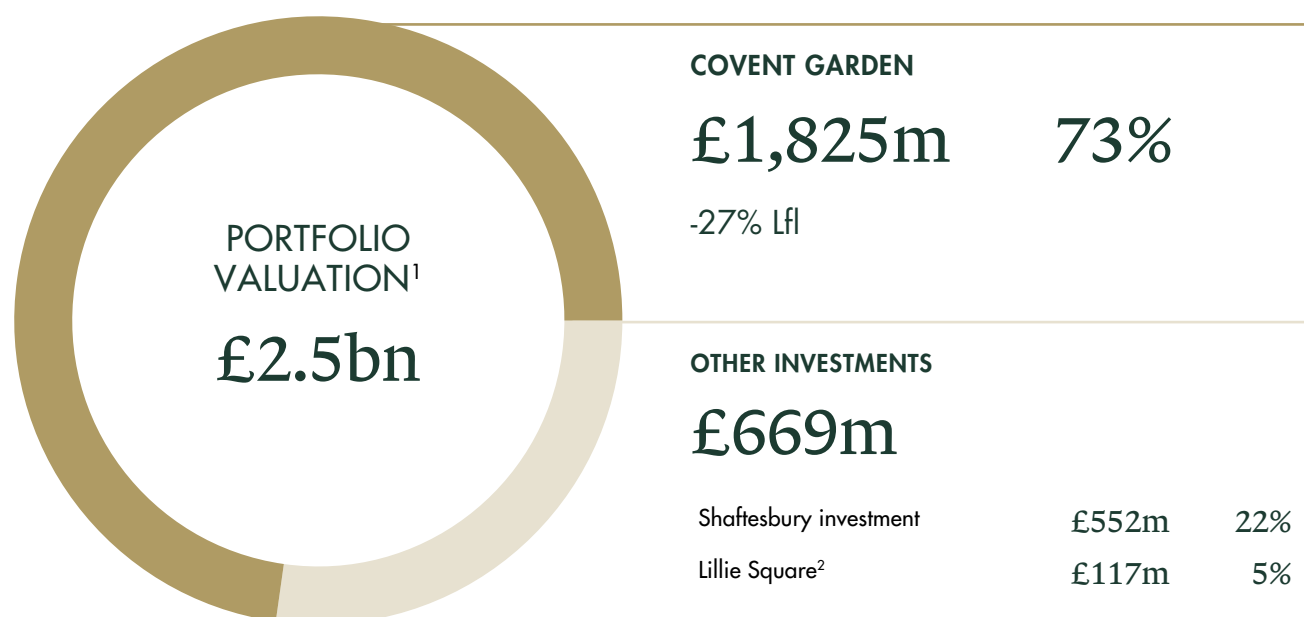 PORTFOLIO
VALUATION¹
£2.5bn
COVENT GARDEN
£1,825m 73%
-27% Lfl
OTHER INVESTMENTS
£669m
Shaftesbury investment £552m 22%
Lillie Square² £117m 5%